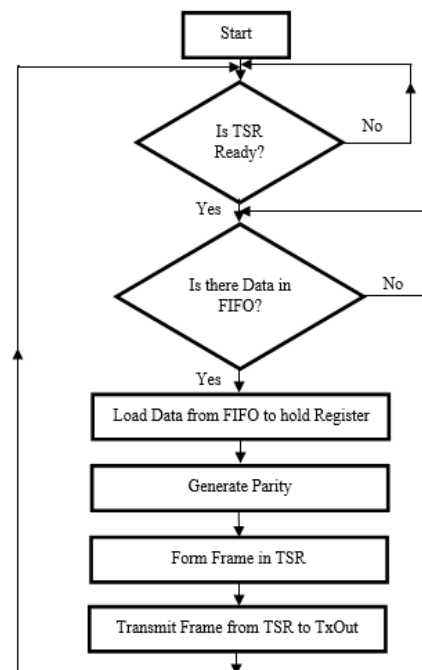 Start
Is TSR
Ready?
No
Yes
Is there Data in
FIFO?
No
Yes
Load Data from FIFO to hold Register
Generate Parity
Form Frame in TSR
Transmit Frame from TSR to TxOut